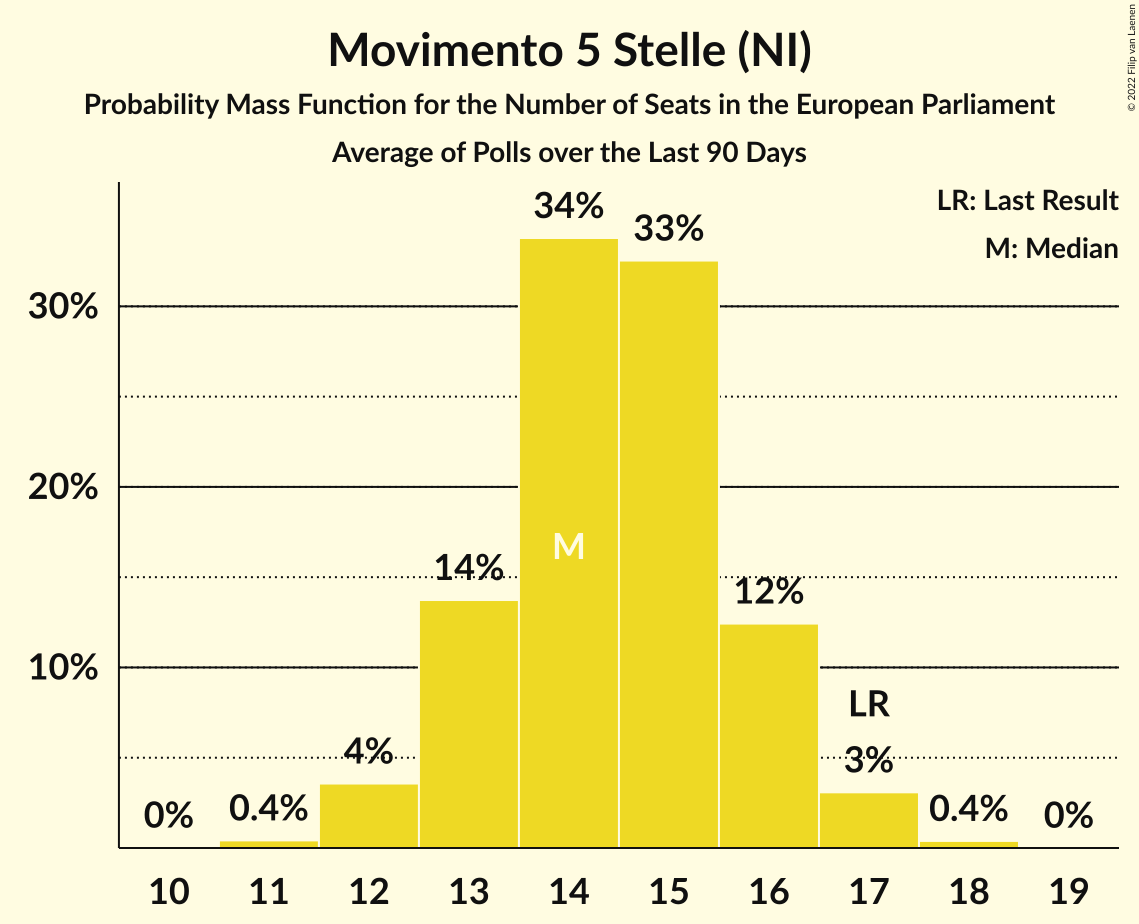 Movimento 5 Stelle (NI)
Probability Mass Function for the Number of Seats in the European Parliament
Average of Polls over the Last 90 Days
© 2022 Filip van Laenen
LR: Last Result
M: Median
34%
33%
30%
20%
14%
M
12%
10%
LR
4%
3%
0%
0.4%
0.4%
0%
10 11 12 13 14 15 16 17 18 19